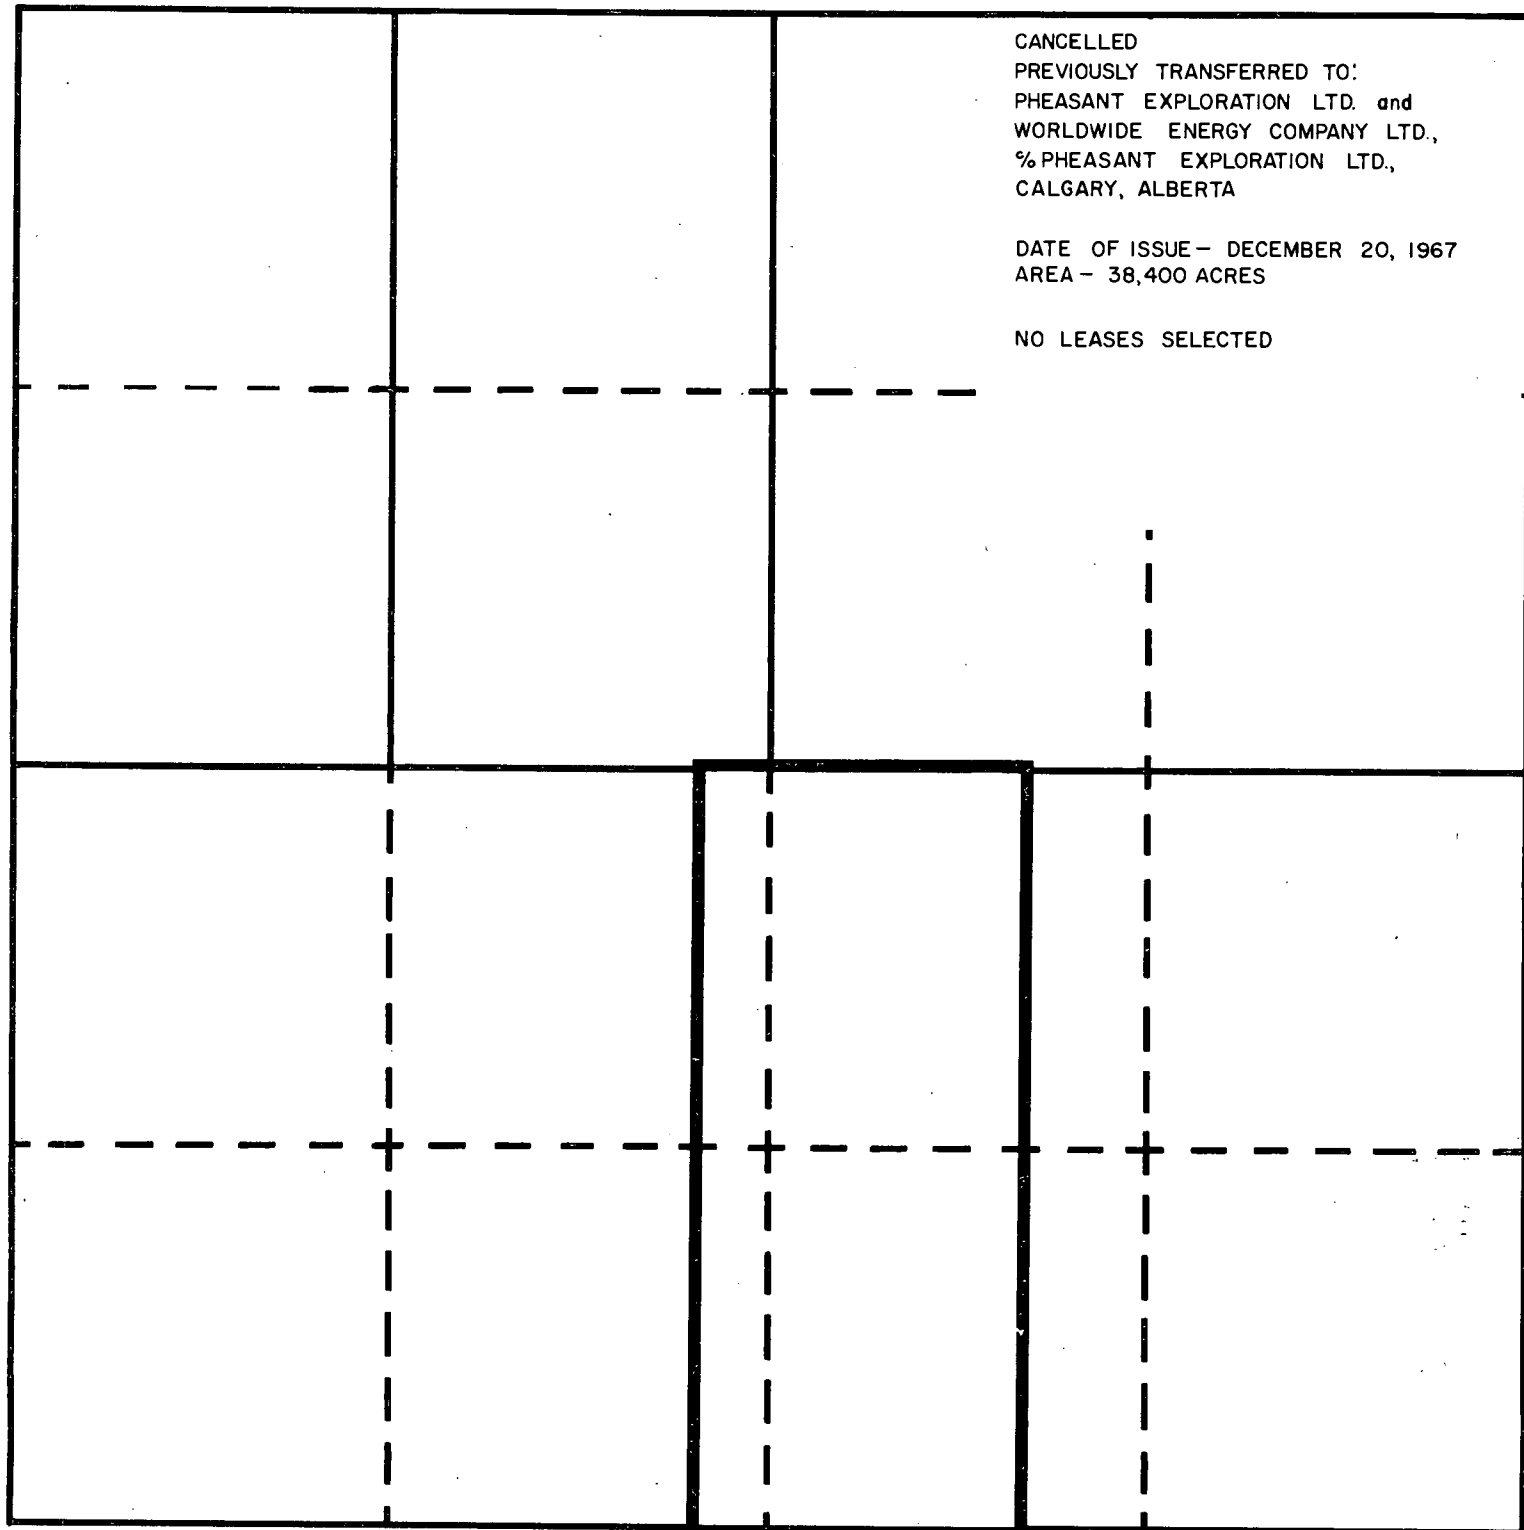 CANCELLED
PREVIOUSLY TRANSFERRED TO:
PHEASANT EXPLORATION LTD. and
WORLDWIDE ENERGY COMPANY LTD.,
℅ PHEASANT EXPLORATION LTD.,
CALGARY, ALBERTA
DATE OF ISSUE – DECEMBER 20, 1967
AREA – 38,400 ACRES
NO LEASES SELECTED